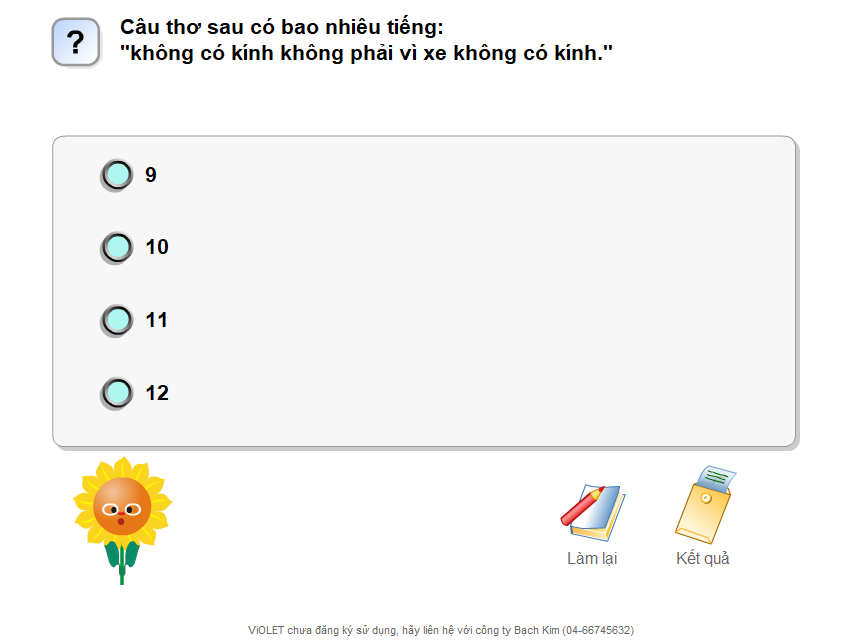 ?
Câu thơ sau có bao nhiêu tiếng:
"không có kính không phải vì xe không có kính."
9
10
11
12
Làm lại
Kết quả
ViOLET chưa đăng ký sử dụng, hãy liên hệ với công ty Bạch Kim (04-66745632)